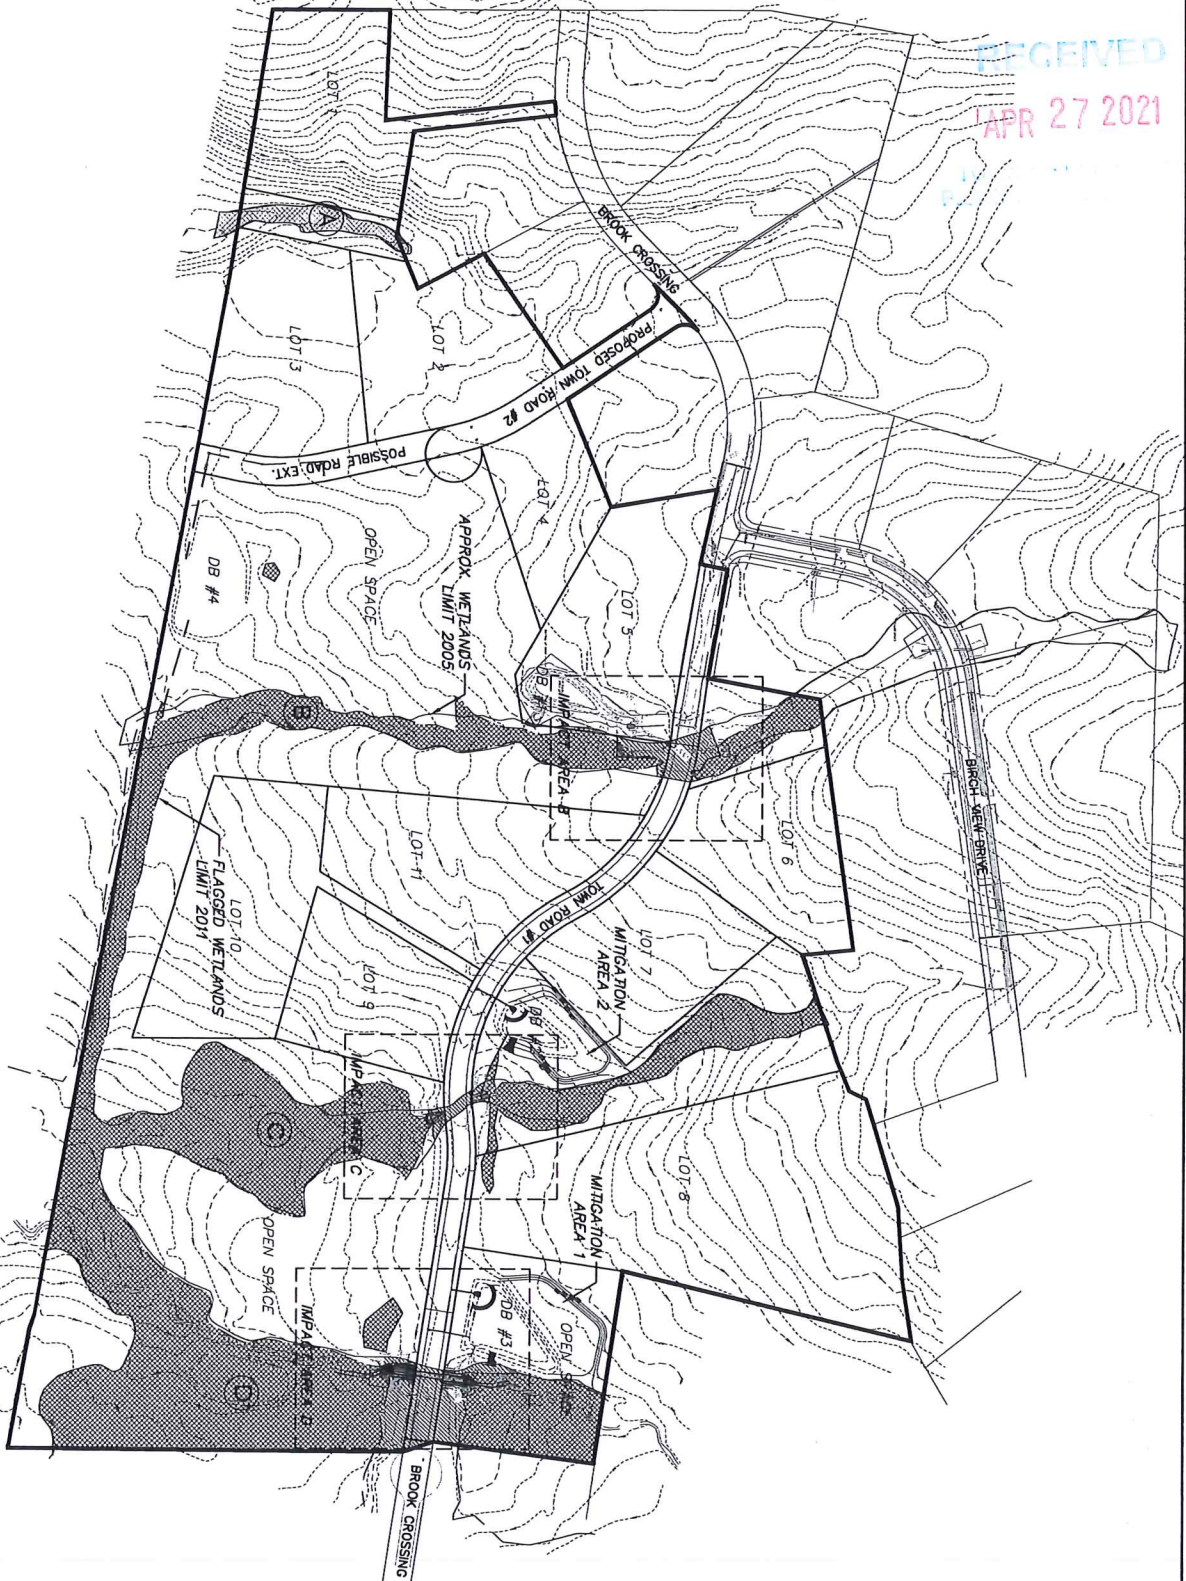 RECEIVED
APR 27 2021
LOT 1
A
BROOK CROSSING
LOT 3
LOT 2
PROPOSED TOWN ROAD #2
POSSIBLE ROAD EXT.
LOT 4
OPEN SPACE
DB #4
APPROX WETLANDS
LIMIT 2005
LOT 5
IMPACT AREA B
B
BIRCH VIEW DRIVE
LOT 6
LOT 11
TOWN ROAD #1
LOT 10
FLAGGED WETLANDS
LIMIT 2011
LOT 7
MITIGATION
AREA 2
LOT 9
IMPACT AREA C
C
LOT 8
MITIGATION
AREA 1
OPEN SPACE
DB #3
OPEN SPACE
IMPACT AREA D
D
BROOK CROSSING